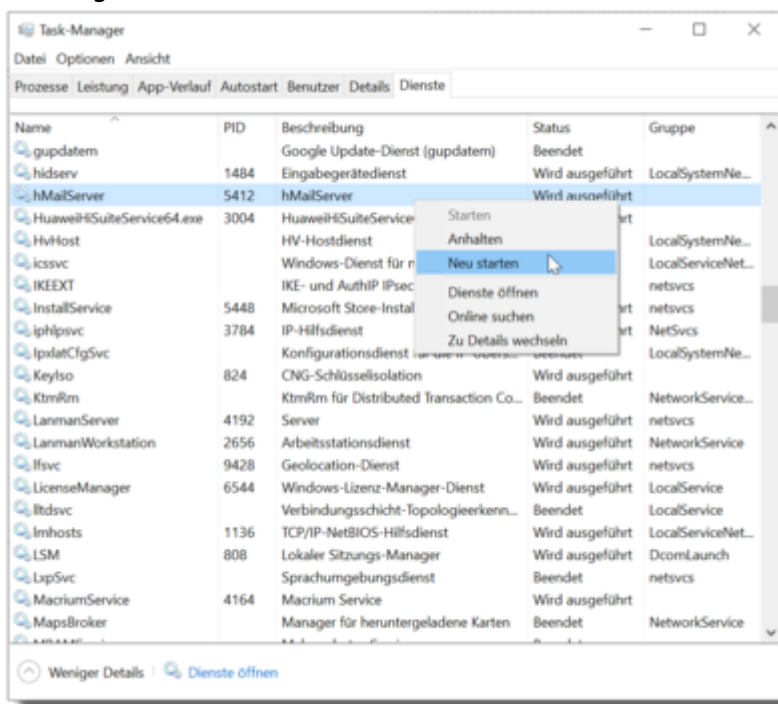 Task-Manager
Datei Optionen Ansicht
Prozesse Leistung App-Verlauf Autostart Benutzer Details Dienste
Name PID Beschreibung Status Gruppe
gupdatem Google Update-Dienst (gupdatem) Beendet
hidserv 1484 Eingabegerätedienst Wird ausgeführt LocalSystemNe...
hMailServer 5412 hMailServer Wird ausgeführt
HuaweiHiSuiteService64.exe 3004
Starten
HvHost HV-Hostdienst Anhalten LocalSystemNe...
icssvc Windows-Dienst für Neu starten LocalServiceNet...
IKEEXT IKE- und AuthIP IPsec netsvcs
Dienste öffnen
InstallService 5448 Microsoft Online suchen netsvcs
iphlpsvc 3784 IP-Hilfsdienst Zu Details wechseln NetSvcs
IpxlatCfgSvc Konfigurationsdienst LocalSystemNe...
KeyIso 824 CNG-Schlüsselisolation Wird ausgeführt
KtmRm KtmRm für Distributed Transaction Co... Beendet NetworkService...
LanmanServer 4192 Server Wird ausgeführt netsvcs
LanmanWorkstation 2656 Arbeitsstationsdienst Wird ausgeführt NetworkService
lfsvc 9428 Geolocation-Dienst Wird ausgeführt netsvcs
LicenseManager 6544 Windows-Lizenz-Manager-Dienst Wird ausgeführt LocalService
lltdsvc Verbindungsschicht-Topologieerkenn... Beendet LocalService
lmhosts 1136 TCP/IP-NetBIOS-Hilfsdienst Wird ausgeführt LocalServiceNet...
LSM 808 Lokaler Sitzungs-Manager Wird ausgeführt DcomLaunch
LxpSvc Sprachumgebungsdienst Beendet netsvcs
MacriumService 4164 Macrium Service Wird ausgeführt
MapsBroker Manager für heruntergeladene Karten Beendet NetworkService
Weniger Details Dienste öffnen